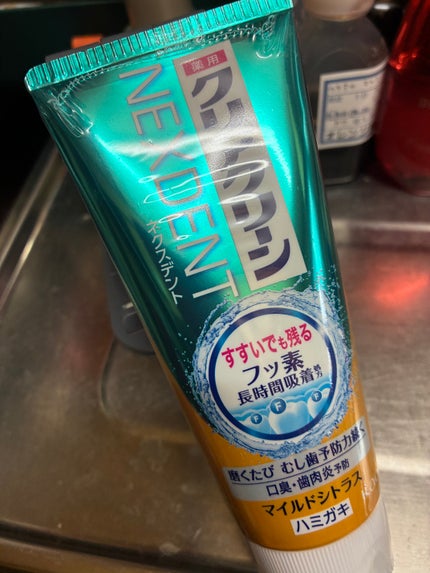 薬用
クリアクリーン
NEXDENT
ネクスデント
すすいでも残る
フッ素
長時間吸着処方
F F F
磨くたび むし歯予防力続く
口臭・歯肉炎予防
マイルドシトラス
ハミガキ